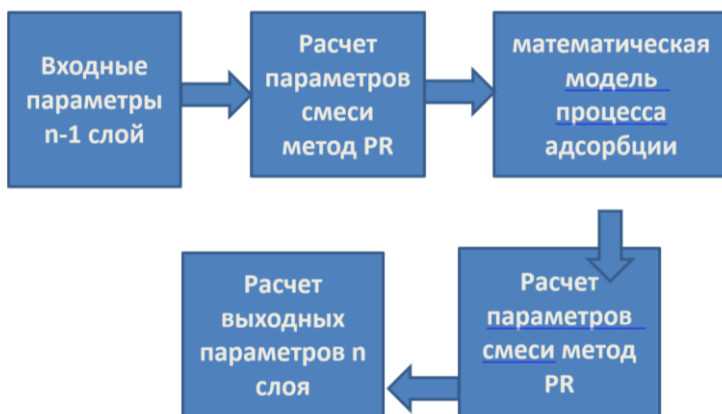 Входные
параметры
n-1 слой
Расчет
параметров
смеси
метод PR
математическая
модель
процесса
адсорбции
Расчет
параметров
смеси метод
PR
Расчет
выходных
параметров n
слоя